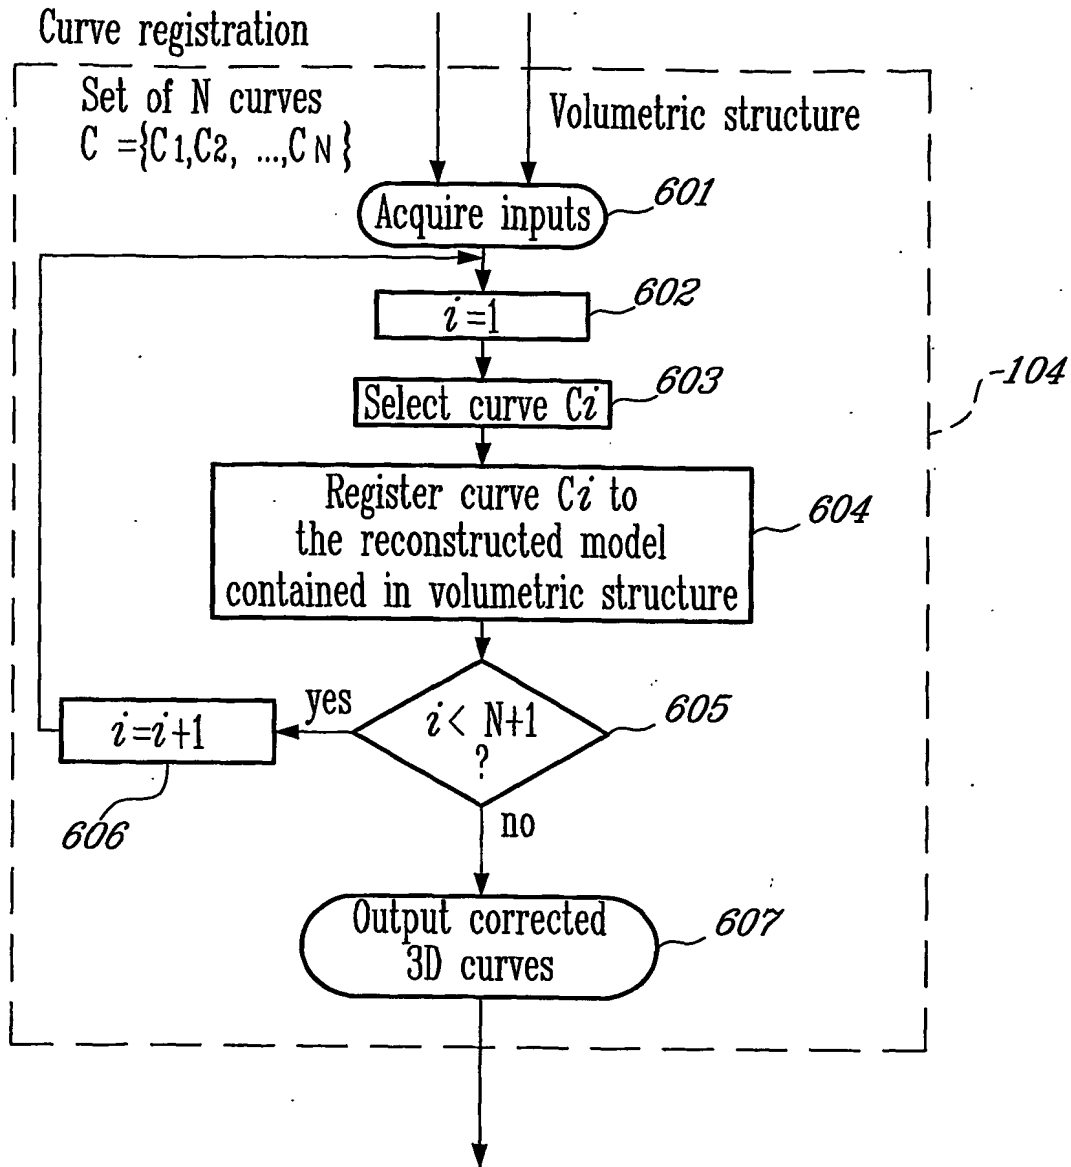 Curve registration
Set of N curves
C ={C1,C2, ...,CN}
Volumetric structure
Acquire inputs
601
i=1
602
Select curve Ci
603
Register curve Ci to
the reconstructed model
contained in volumetric structure
604
104
i< N+1
?
605
yes
i=i+1
606
no
Output corrected
3D curves
607